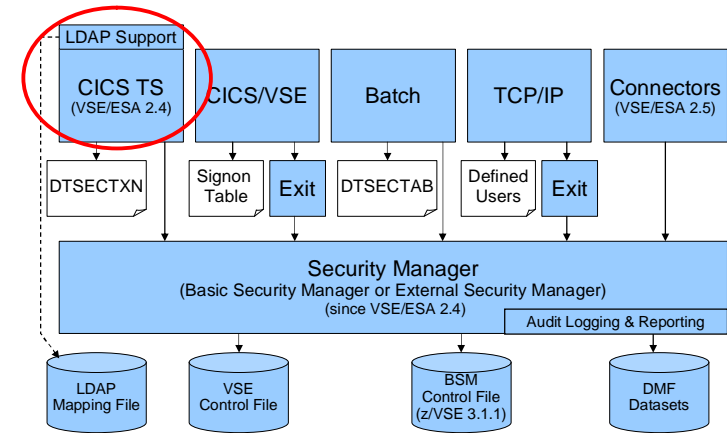 LDAP Support
CICS TS
(VSE/ESA 2.4)
CICS/VSE
Batch
TCP/IP
Connectors
(VSE/ESA 2.5)
DTSECTXN
Signon
Table
Exit
DTSECTAB
Defined
Users
Exit
Security Manager
(Basic Security Manager or External Security Manager)
(since VSE/ESA 2.4)
Audit Logging & Reporting
LDAP
Mapping File
VSE
Control File
BSM
Control File
(z/VSE 3.1.1)
DMF
Datasets